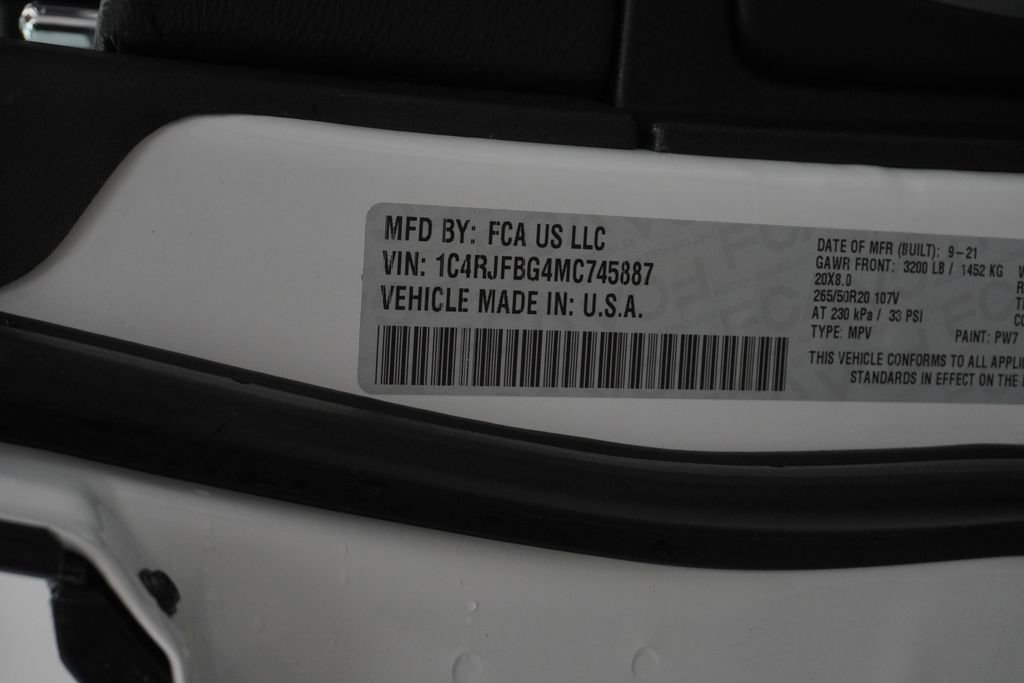 MFD BY: FCA US LLC
VIN: 1C4RJFBG4MC745887
VEHICLE MADE IN: U.S.A.
DATE OF MFR (BUILT): 9-21
GAWR FRONT: 3200 LB / 1452 KG
20X8.0
265/50R20 107V
AT 230 kPa / 33 PSI
TYPE: MPV PAINT: PW7
THIS VEHICLE CONFORMS TO ALL
STANDARDS IN EFFECT ON THE